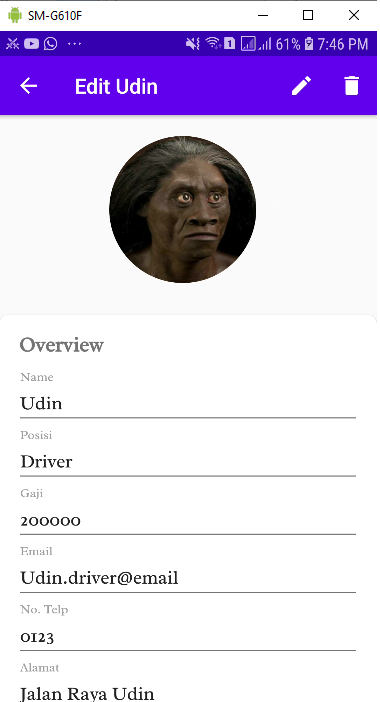 SM-G610F
1 61% 7:46 PM
Edit Udin
Overview
Name
Udin
Posisi
Driver
Gaji
200000
Email
Udin.driver@email
No. Telp
0123
Alamat
Jalan Raya Udin